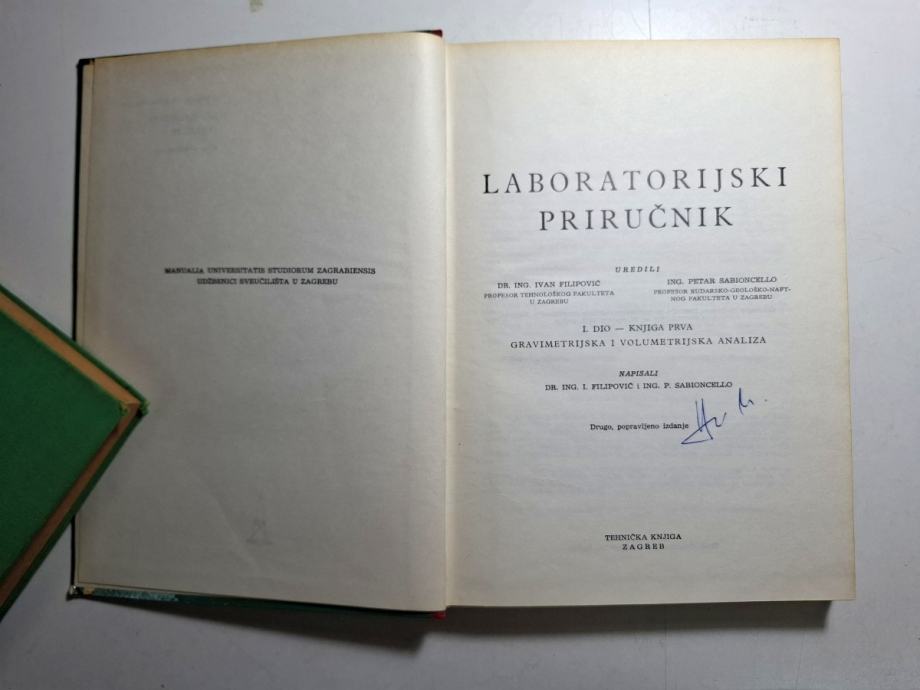 MANUALIA UNIVERSITATIS STUDIORUM ZAGRABIENSIS
UDŽBENICI SVEUČILIŠTA U ZAGREBU
LABORATORIJSKI
PRIRUČNIK
UREDILI
DR. ING. IVAN FILIPOVIĆ
PROFESOR TEHNOLOŠKOG FAKULTETA
U ZAGREBU
ING. PETAR SABIONCELLO
PROFESOR RUDARSKO-GEOLOŠKO-NAFT-
NOG FAKULTETA U ZAGREBU
I. DIO — KNJIGA PRVA
GRAVIMETRIJSKA I VOLUMETRIJSKA ANALIZA
NAPISALI
DR. ING. I. FILIPOVIĆ i ING. P. SABIONCELLO
Drugo, popravljeno izdanje
TEHNIČKA KNJIGA
ZAGREB